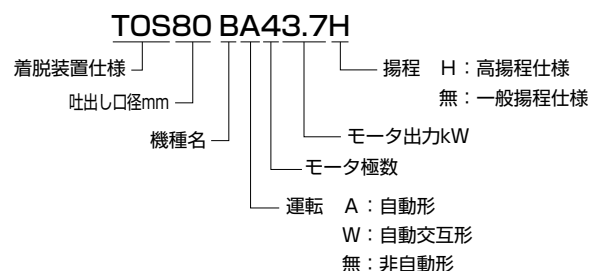 TOS80 BA43.7H
着脱装置仕様
揚程 H：高揚程仕様
吐出し口径mm
無：一般揚程仕様
機種名
モータ出力kW
モータ極数
運転 A：自動形
W：自動交互形
無：非自動形